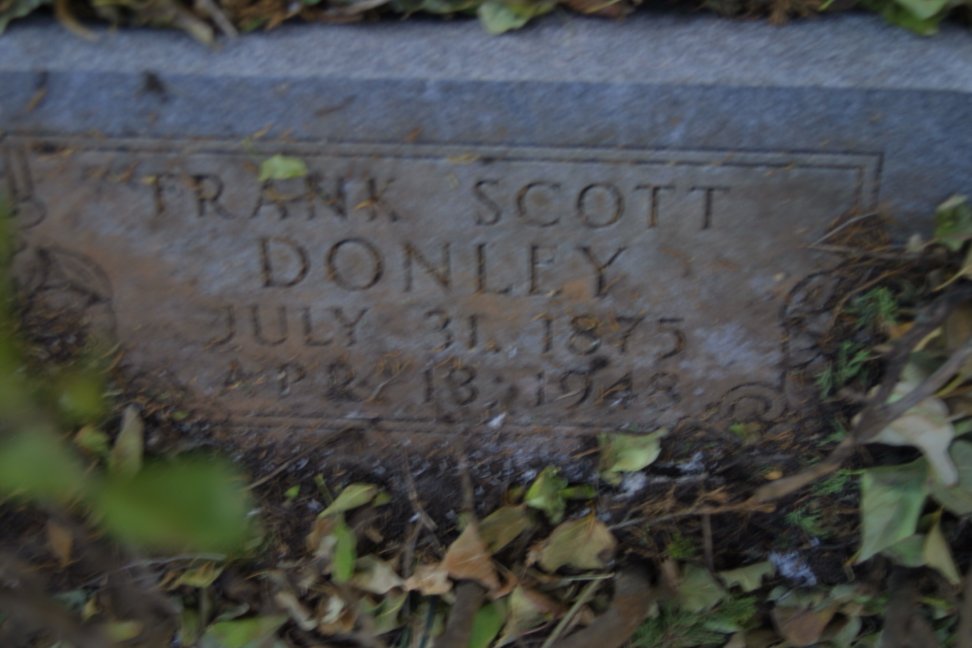 FRANK SCOTT
DONLEY
JULY 31, 1875
APR. 13, 1948